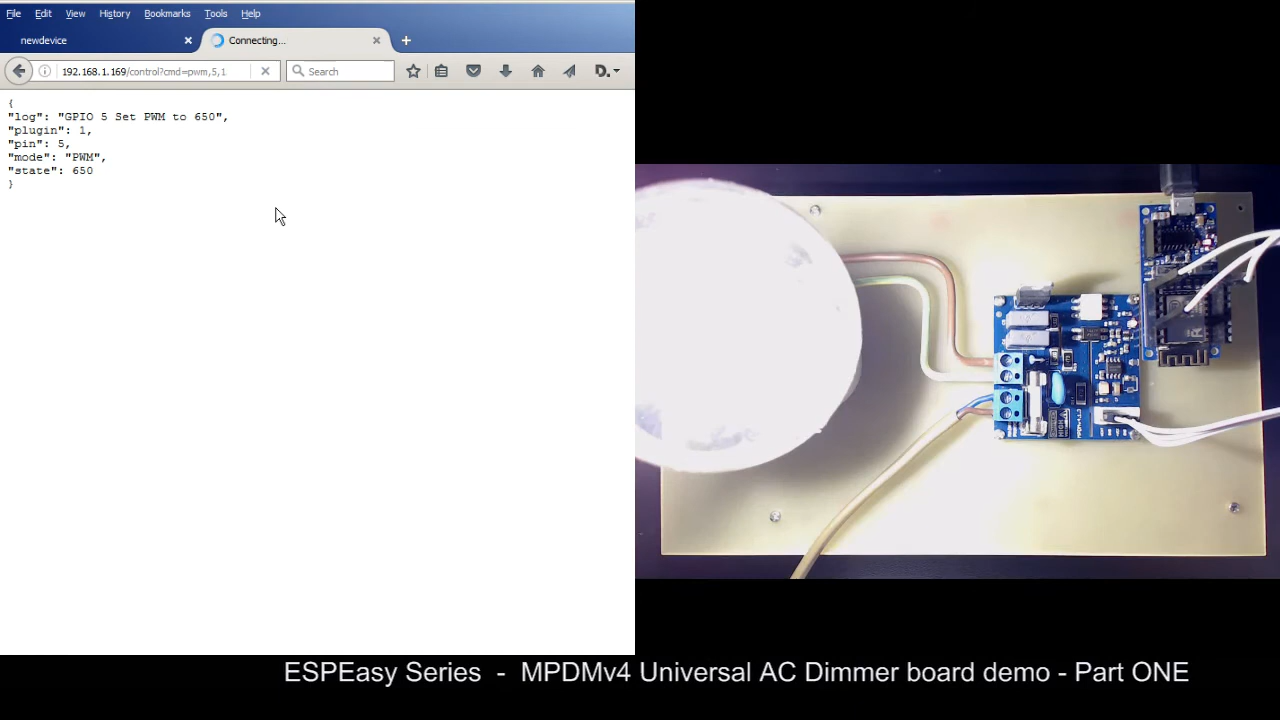 File Edit View History Bookmarks Tools Help
newdevice
Connecting...
192.168.1.169/control?cmd=pwm,5,1
Search
D.
{
"log": "GPIO 5 Set PWM to 650",
"plugin": 1,
"pin": 5,
"mode": "PWM",
"state": 650
}
HIGH
ESPEasy Series - MPDMv4 Universal AC Dimmer board demo - Part ONE